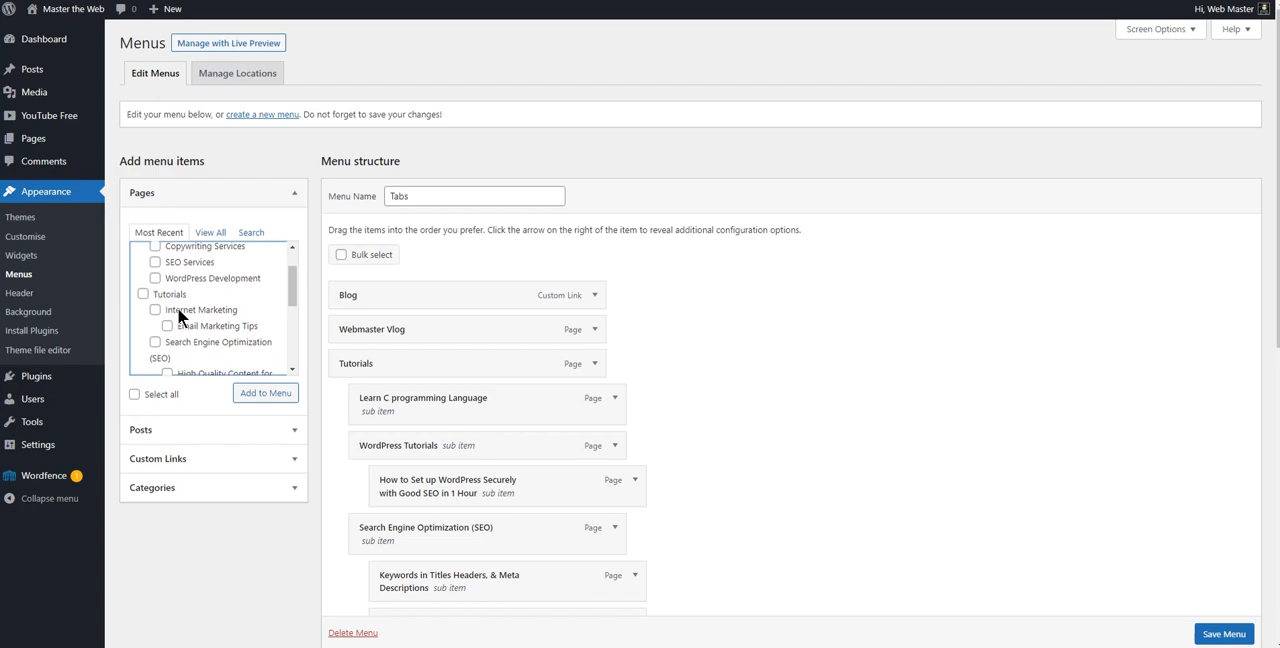 Master the Web
0
New
Hi, Web Master
Dashboard
Posts
Media
YouTube Free
Pages
Comments
Appearance
Themes
Customise
Widgets
Menus
Header
Background
Install Plugins
Theme file editor
Plugins
Users
Tools
Settings
Wordfence 1
Collapse menu
Screen Options
Help
Menus
Manage with Live Preview
Edit Menus
Manage Locations
Edit your menu below, or create a new menu. Do not forget to save your changes!
Add menu items
Pages
Most Recent
View All
Search
Copywriting Services
SEO Services
WordPress Development
Tutorials
Internet Marketing
Email Marketing Tips
Search Engine Optimization
(SEO)
High Quality Content for
Select all
Add to Menu
Posts
Custom Links
Categories
Menu structure
Menu Name
Tabs
Drag the items into the order you prefer. Click the arrow on the right of the item to reveal additional configuration options.
Bulk select
Blog
Custom Link
Webmaster Vlog
Page
Tutorials
Page
Learn C programming Language
sub item
Page
WordPress Tutorials sub item
Page
How to Set up WordPress Securely
with Good SEO in 1 Hour sub item
Page
Search Engine Optimization (SEO)
sub item
Page
Keywords in Titles Headers, & Meta
Descriptions sub item
Page
Delete Menu
Save Menu